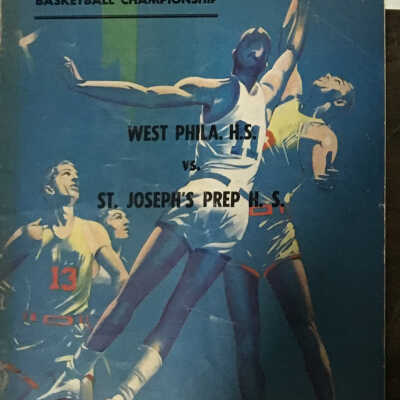 BASKETBALL CHAMPIONSHIP
WEST PHILA. H.S.
vs.
ST. JOSEPH'S PREP H. S.
13
11